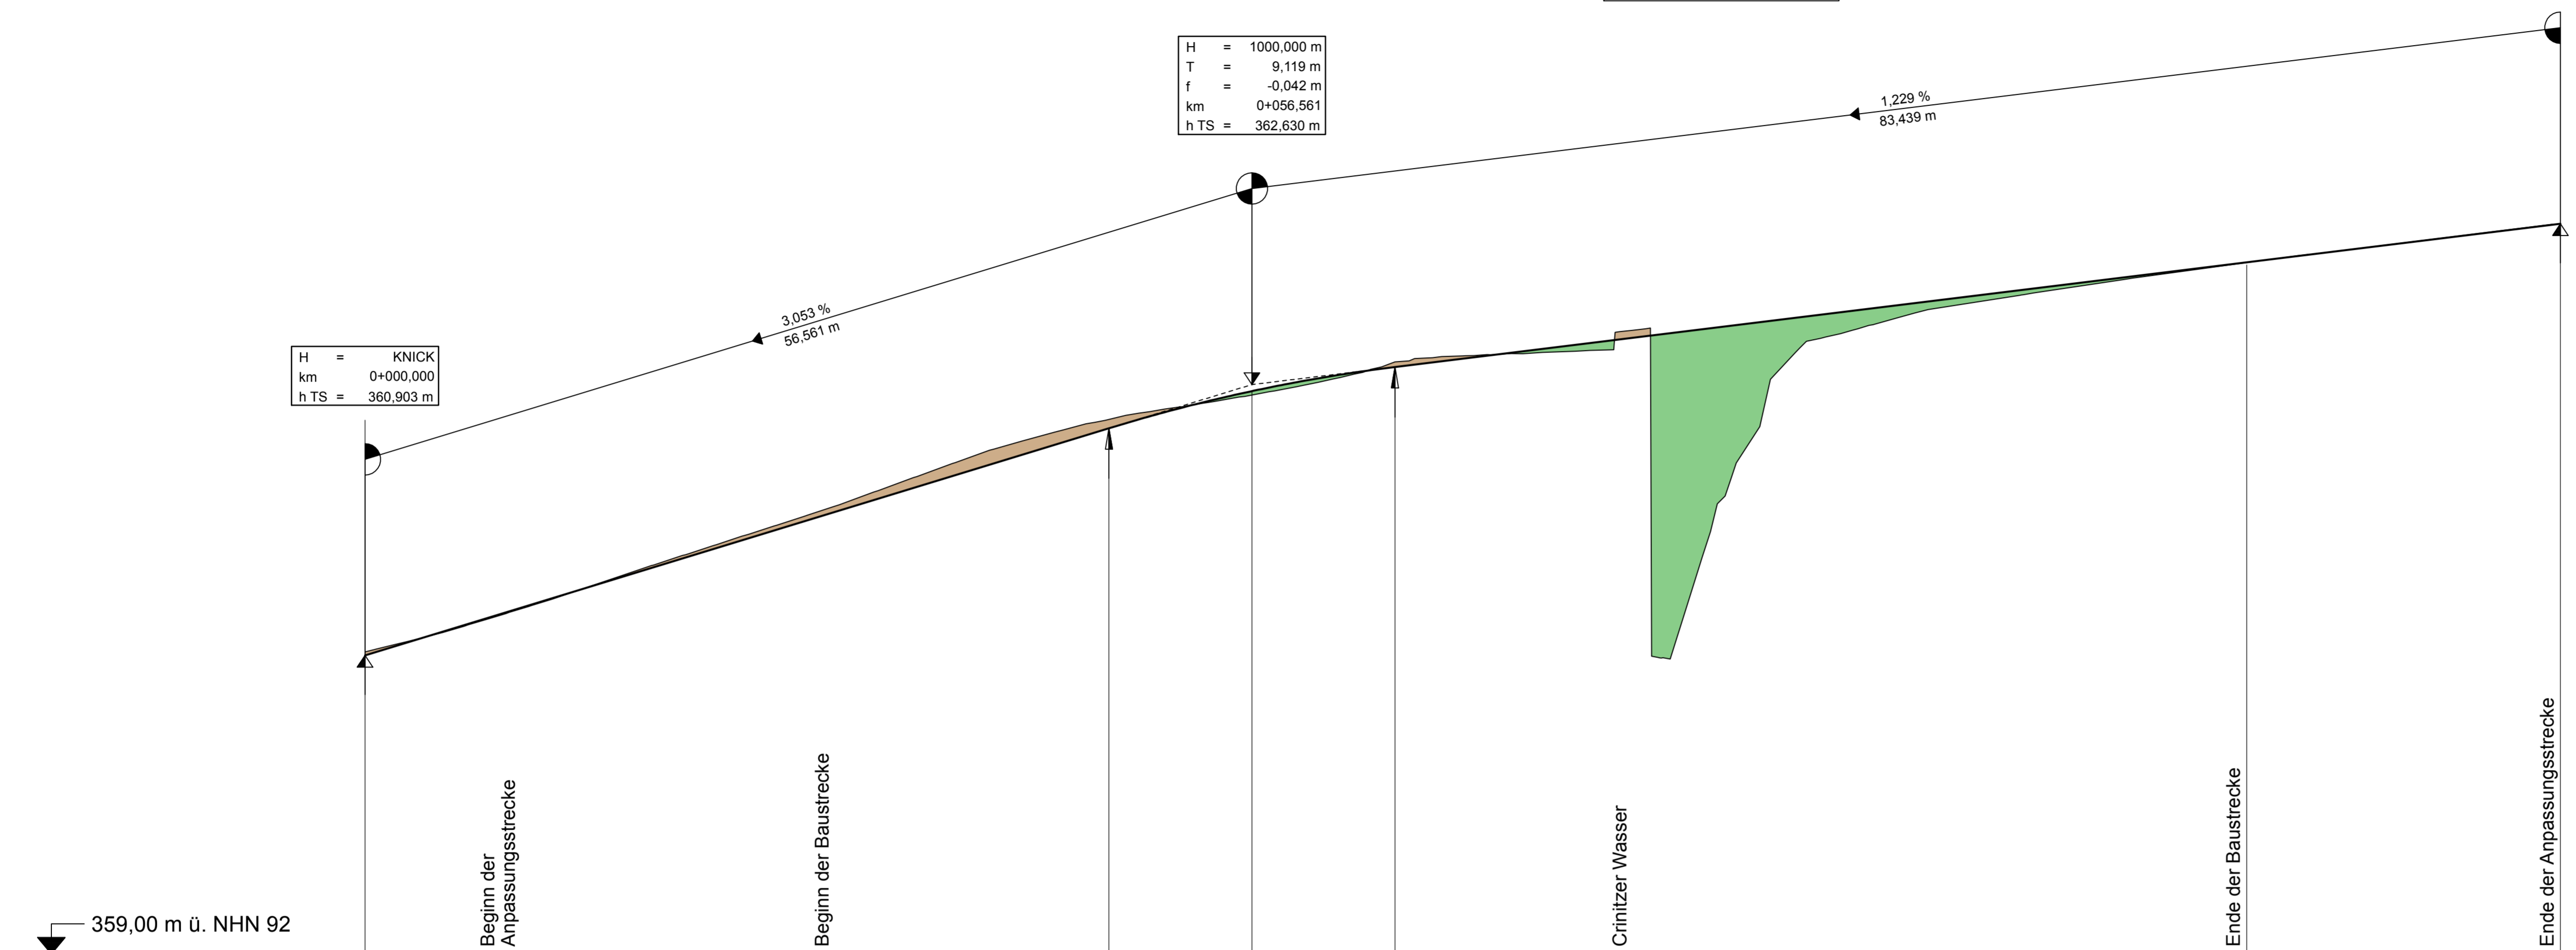 H = 1000,000 m
T = 9,119 m
f = -0,042 m
km 0+056,561
h TS = 362,630 m
1,229 %
83,439 m
3,053 %
56,561 m
H = KNICK
km 0+000,000
h TS = 360,903 m
Beginn der
Anpassungsstrecke
Beginn der Baustrecke
Crinitzer Wasser
Ende der Baustrecke
Ende der Anpassungsstrecke
359,00 m ü. NHN 92